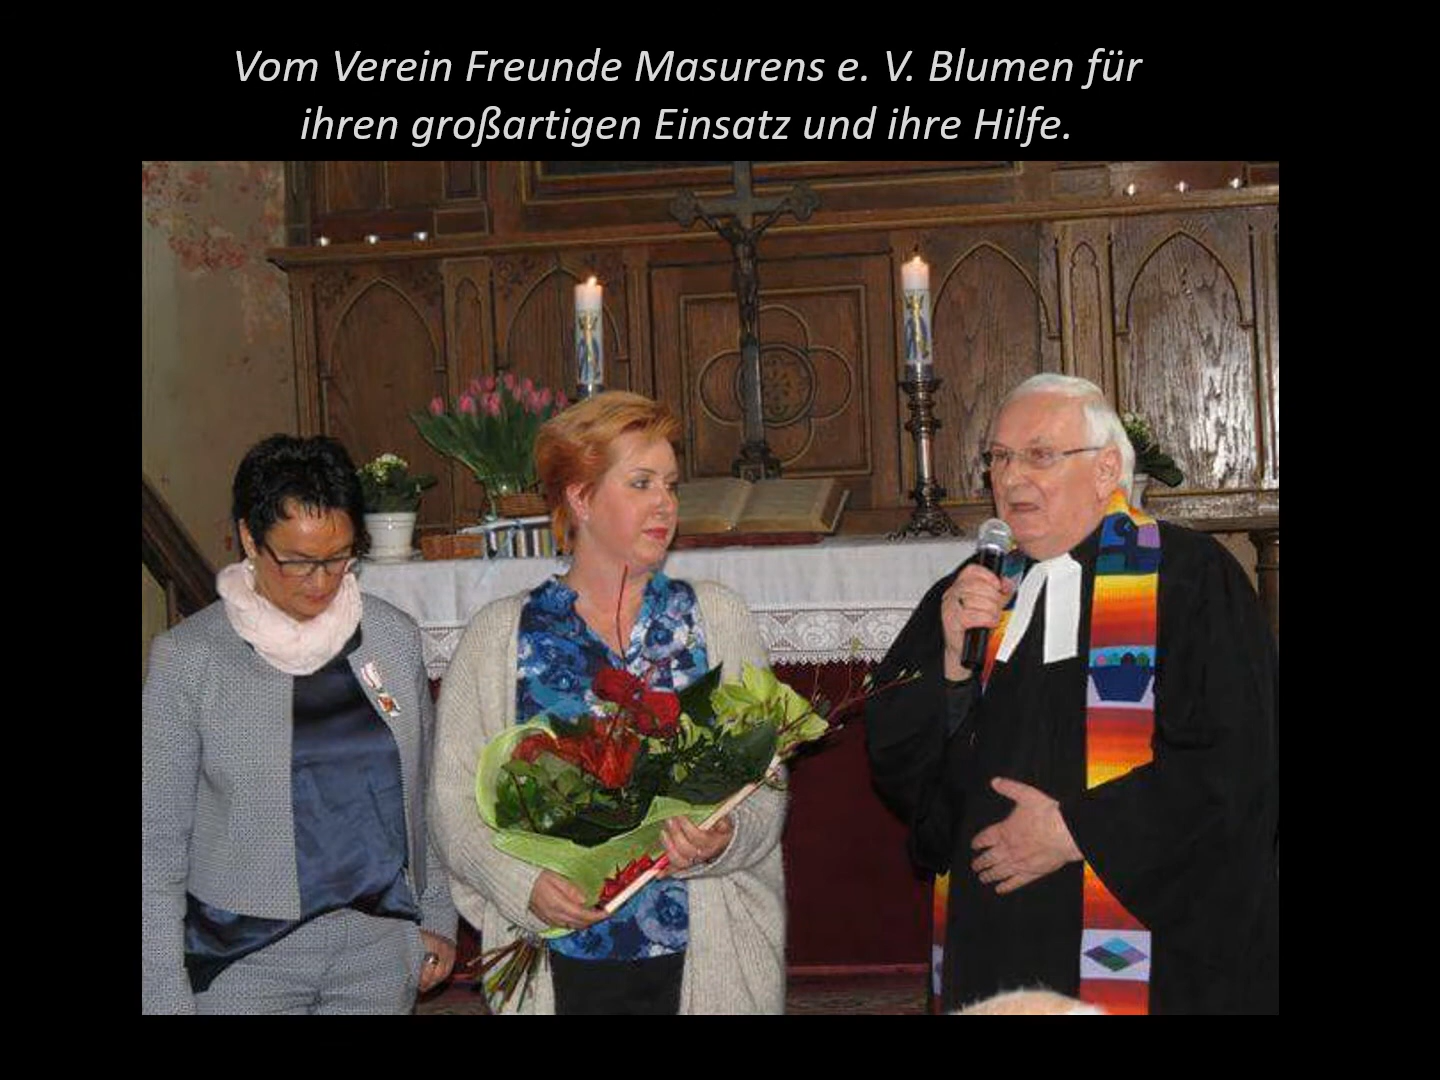 Vom Verein Freunde Masurens e. V. Blumen für
ihren großartigen Einsatz und ihre Hilfe.